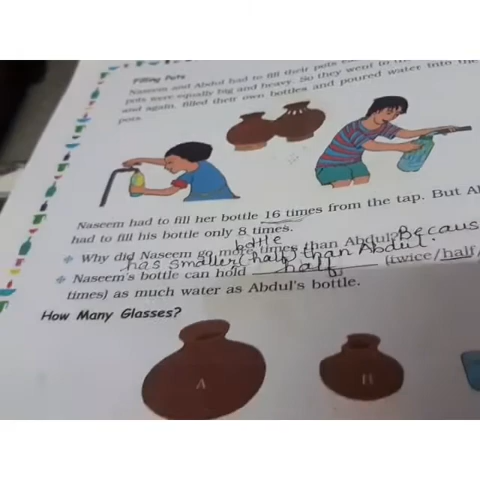 Filling Pots
Naseem and Abdul had to fill their pots
pots were equally big and heavy. So they went to the
and again, filled their own bottles and poured water into the
pots.
Naseem had to fill her bottle 16 times from the tap. But A
had to fill his bottle only 8 times.
bottle
Why did Naseem go more times than Abdul? Becaus
has smaller (half) than Abdul.
Naseem's bottle can hold half (twice/half/
times) as much water as Abdul's bottle.
How Many Glasses?
A
B